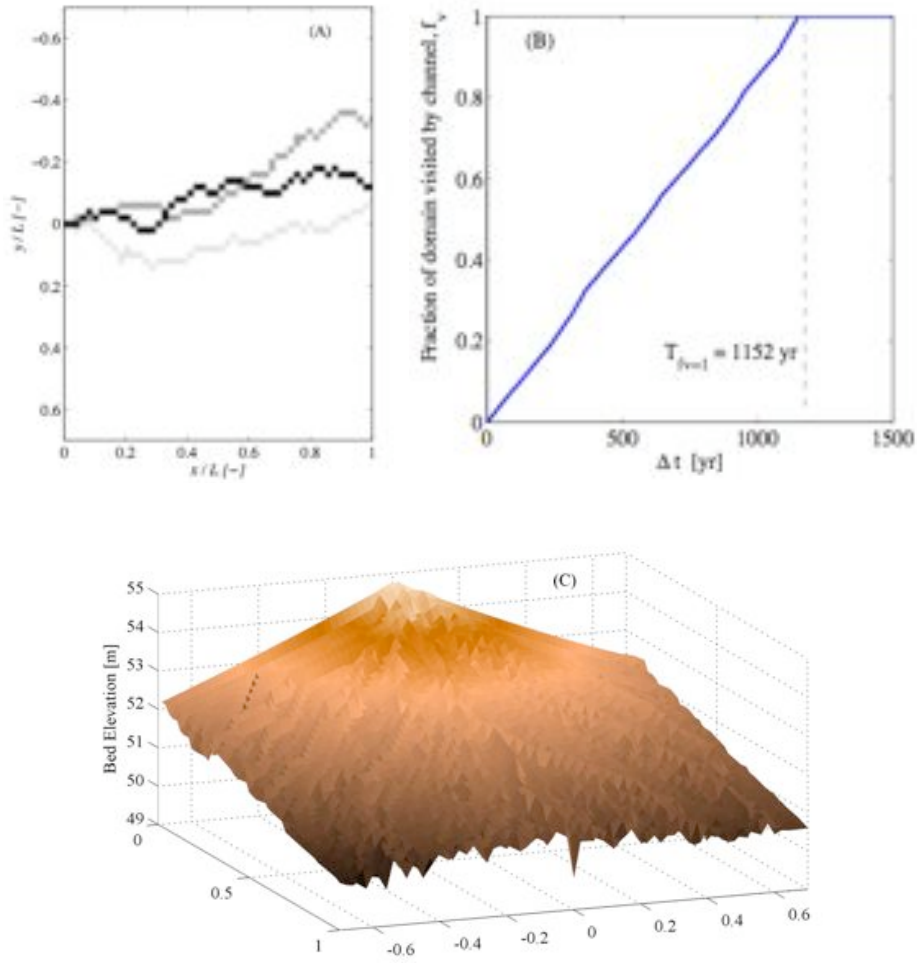 (A)
-0.6
-0.4
-0.2
0
0.2
0.4
0.6
y / L [−]
0 0.2 0.4 0.6 0.8 1
x / L [−]
(B)
1
0.8
0.6
0.4
0.2
0
Fraction of domain visited by channel, f_v
T_fv=1 = 1152 yr
0 500 1000 1500
Δ t [yr]
(C)
55
54
53
52
51
50
49
Bed Elevation [m]
0
0.5
1
-0.6 -0.4 -0.2 0 0.2 0.4 0.6